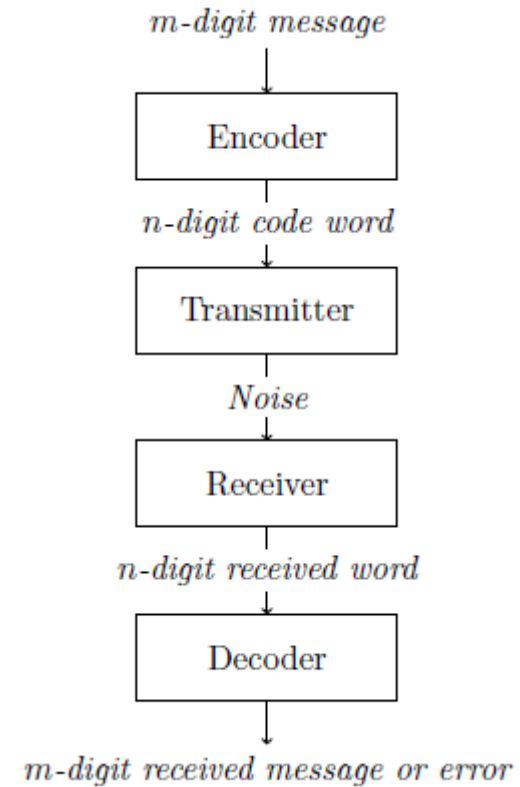 m-digit message
Encoder
n-digit code word
Transmitter
Noise
Receiver
n-digit received word
Decoder
m-digit received message or error